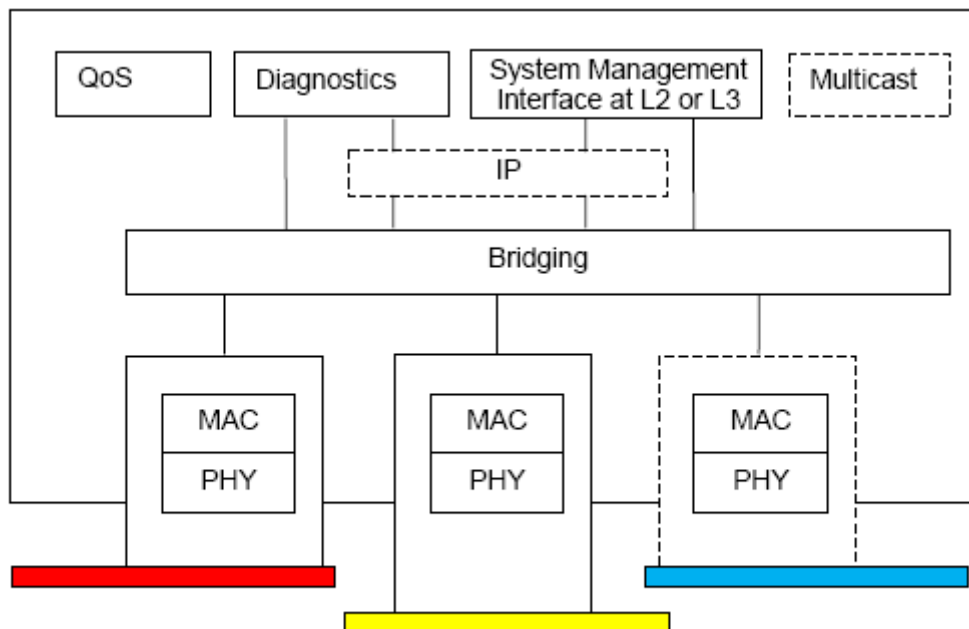 QoS
Diagnostics
System Management
Interface at L2 or L3
Multicast
IP
Bridging
MAC
PHY
MAC
PHY
MAC
PHY